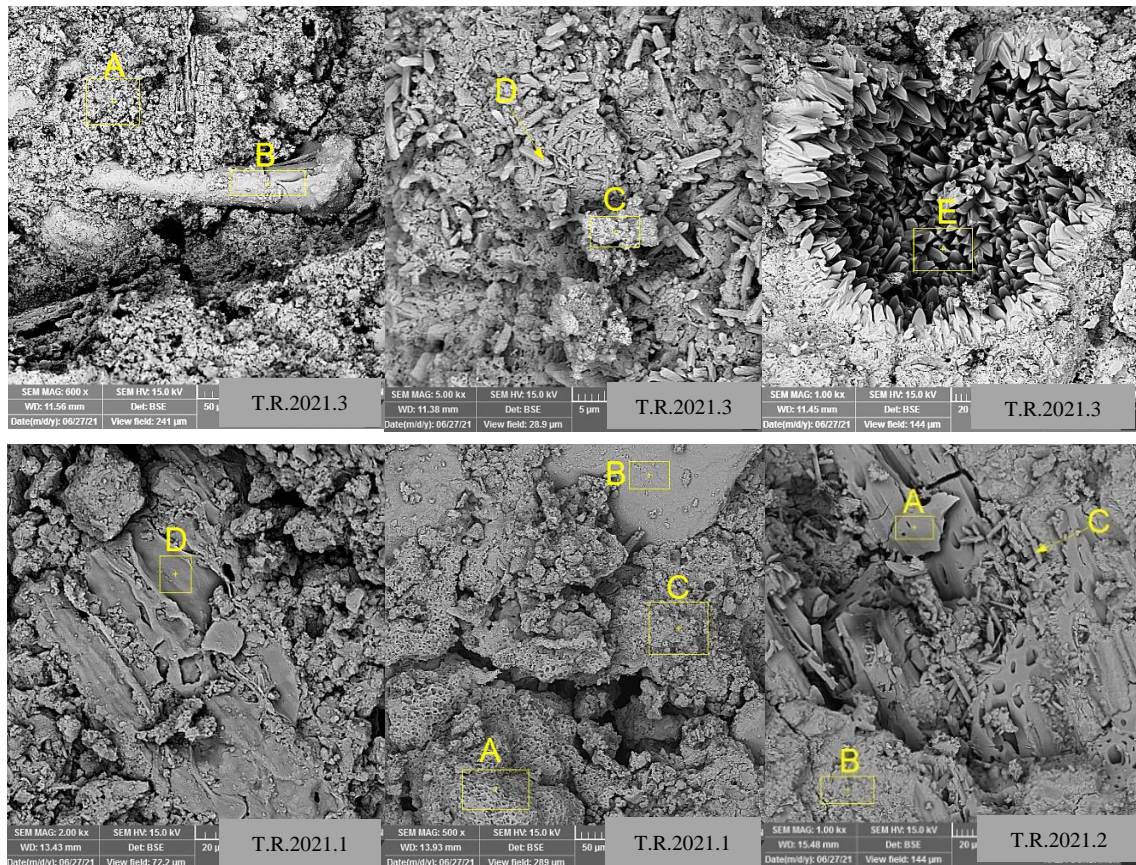 A
B
SEM MAG: 600 x SEM HV: 15.0 kV
WD: 11.56 mm Det: BSE 50 µm
Date(m/d/y): 06/27/21 View field: 241 µm
T.R.2021.3
D
C
SEM MAG: 5.00 kx SEM HV: 15.0 kV
WD: 11.38 mm Det: BSE 5 µm
Date(m/d/y): 06/27/21 View field: 28.9 µm
T.R.2021.3
E
SEM MAG: 1.00 kx SEM HV: 15.0 kV
WD: 11.45 mm Det: BSE 20
Date(m/d/y): 06/27/21 View field: 144 µm
T.R.2021.3
D
SEM MAG: 2.00 kx SEM HV: 15.0 kV
WD: 13.43 mm Det: BSE 20 µ
Date(m/d/y): 06/27/21 View field: 72.2 µm
T.R.2021.1
B
C
A
SEM MAG: 500 x SEM HV: 15.0 kV
WD: 13.93 mm Det: BSE 50 µ
Date(m/d/y): 06/27/21 View field: 289 µm
T.R.2021.1
A
C
B
SEM MAG: 1.00 kx SEM HV: 15.0 kV
WD: 15.48 mm Det: BSE 20 µ
Date(m/d/y): 06/27/21 View field: 144 µm
T.R.2021.2